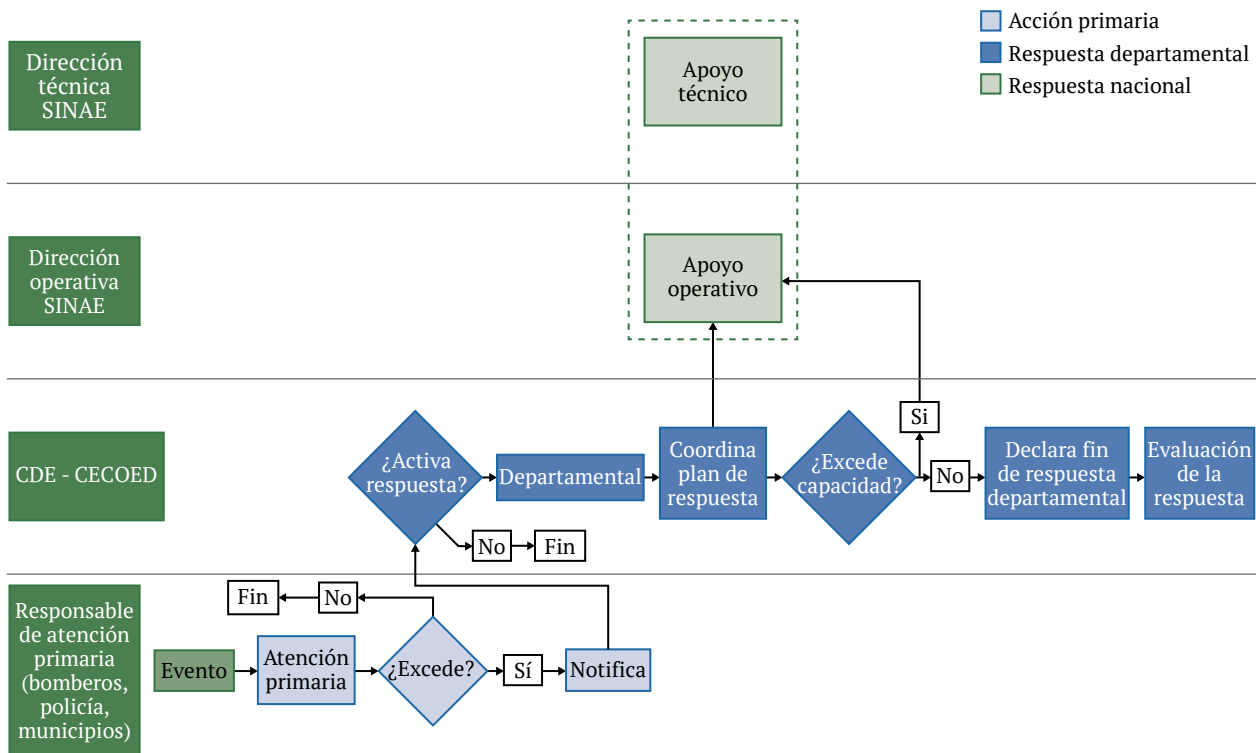 Acción primaria
Respuesta departamental
Respuesta nacional
Dirección
técnica
SINAE
Apoyo
técnico
Dirección
operativa
SINAE
Apoyo
operativo
CDE - CECOED
¿Activa
respuesta?
Departamental
Coordina
plan de
respuesta
¿Excede
capacidad?
Si
No
Declara fin
de respuesta
departamental
Evaluación
de la
respuesta
No
Fin
Responsable
de atención
primaria
(bomberos,
policía,
municipios)
Fin
No
Evento
Atención
primaria
¿Excede?
Sí
Notifica